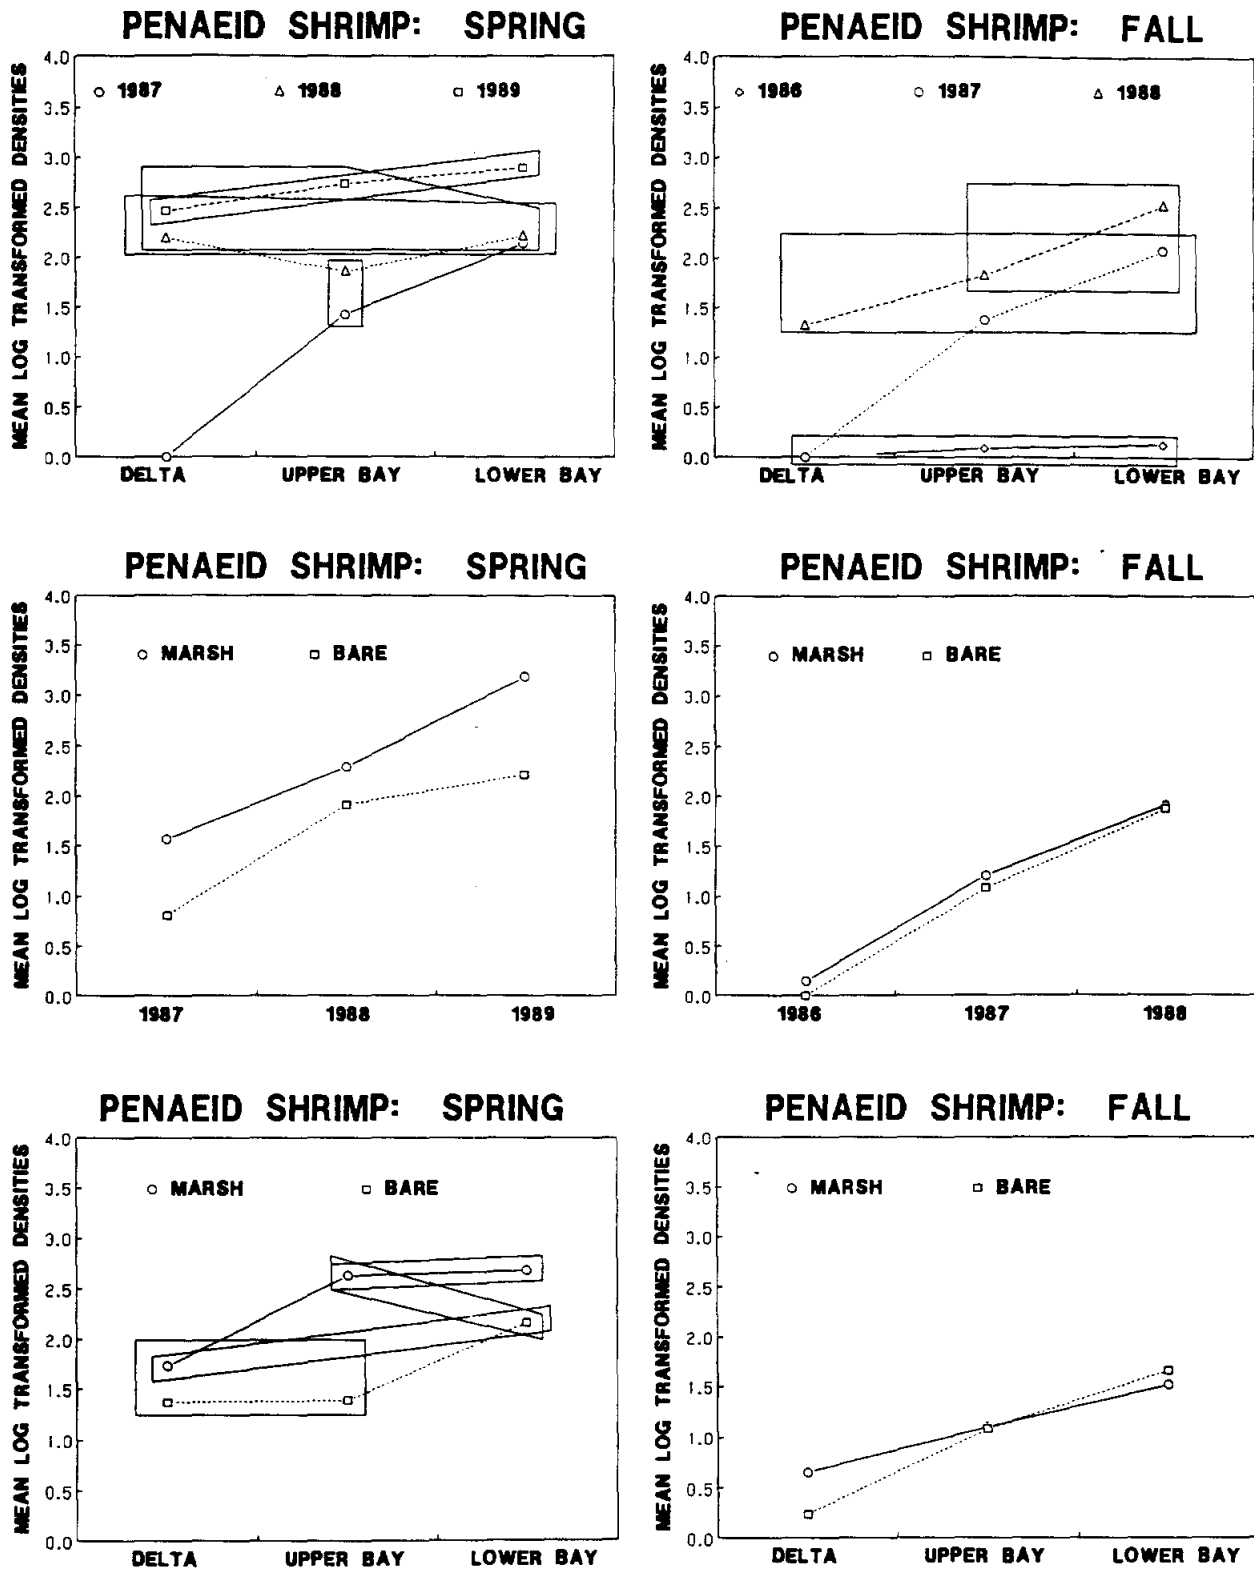 PENAEID SHRIMP: SPRING
MEAN LOG TRANSFORMED DENSITIES
4.0
3.5
3.0
2.5
2.0
1.5
1.0
0.5
0.0
1987 1988 1989
DELTA UPPER BAY LOWER BAY
PENAEID SHRIMP: FALL
MEAN LOG TRANSFORMED DENSITIES
4.0
3.5
3.0
2.5
2.0
1.5
1.0
0.5
0.0
1986 1987 1988
DELTA UPPER BAY LOWER BAY
PENAEID SHRIMP: SPRING
MEAN LOG TRANSFORMED DENSITIES
4.0
3.5
3.0
2.5
2.0
1.5
1.0
0.5
0.0
MARSH BARE
1987 1988 1989
PENAEID SHRIMP: FALL
MEAN LOG TRANSFORMED DENSITIES
4.0
3.5
3.0
2.5
2.0
1.5
1.0
0.5
0.0
MARSH BARE
1986 1987 1988
PENAEID SHRIMP: SPRING
MEAN LOG TRANSFORMED DENSITIES
4.0
3.5
3.0
2.5
2.0
1.5
1.0
0.5
0.0
MARSH BARE
DELTA UPPER BAY LOWER BAY
PENAEID SHRIMP: FALL
MEAN LOG TRANSFORMED DENSITIES
4.0
3.5
3.0
2.5
2.0
1.5
1.0
0.5
0.0
MARSH BARE
DELTA UPPER BAY LOWER BAY